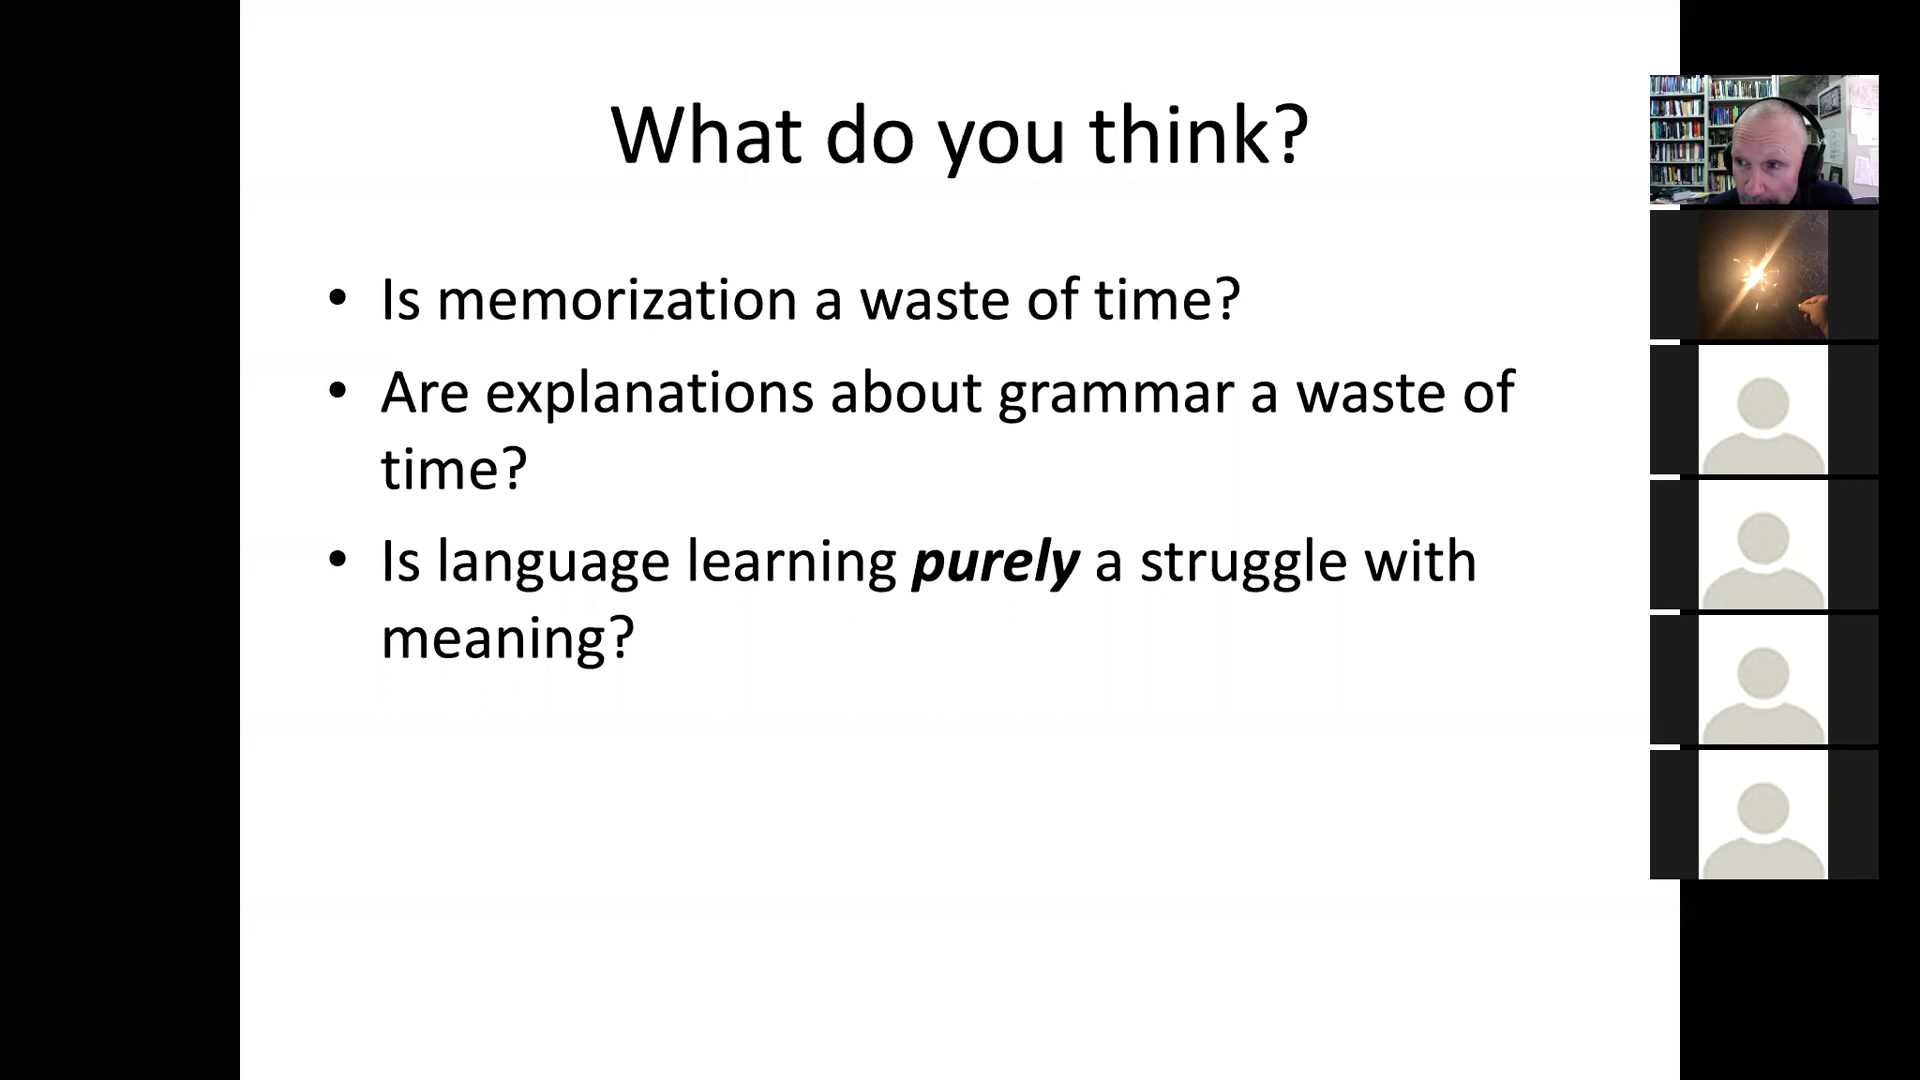 What do you think?
• Is memorization a waste of time?
• Are explanations about grammar a waste of
time?
• Is language learning purely a struggle with
meaning?